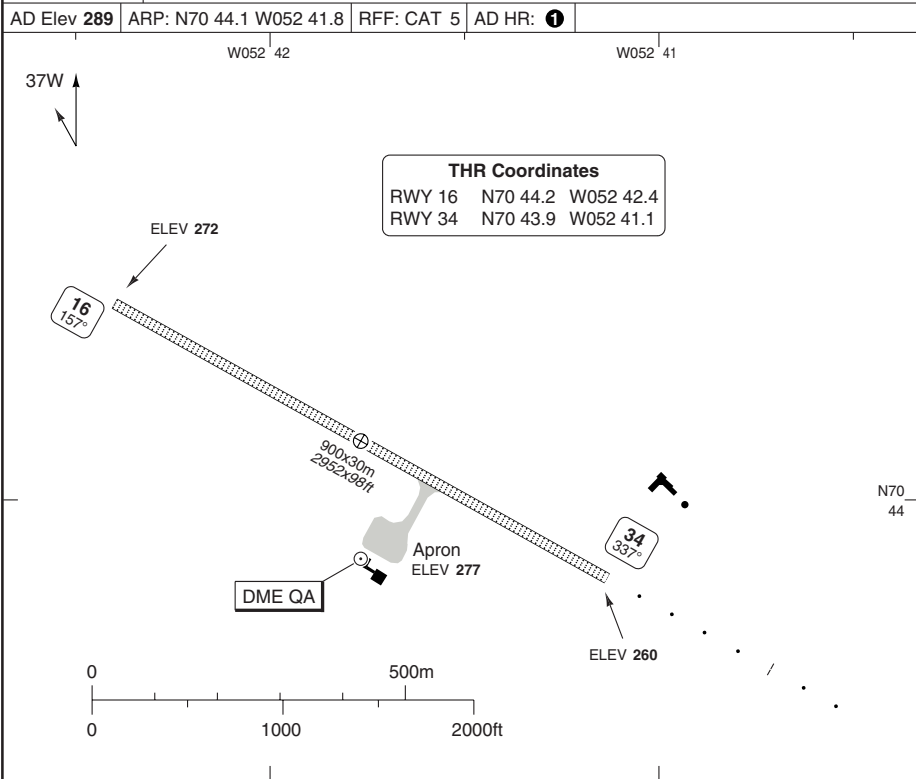 AD Elev 289 ARP: N70 44.1 W052 41.8 RFF: CAT 5 AD HR: ❶
W052 42
W052 41
37W
THR Coordinates
RWY 16 N70 44.2 W052 42.4
RWY 34 N70 43.9 W052 41.1
ELEV 272
16
157°
900x30m
2952x98ft
N70
44
34
337°
Apron
ELEV 277
DME QA
ELEV 260
0 500m
0 1000 2000ft